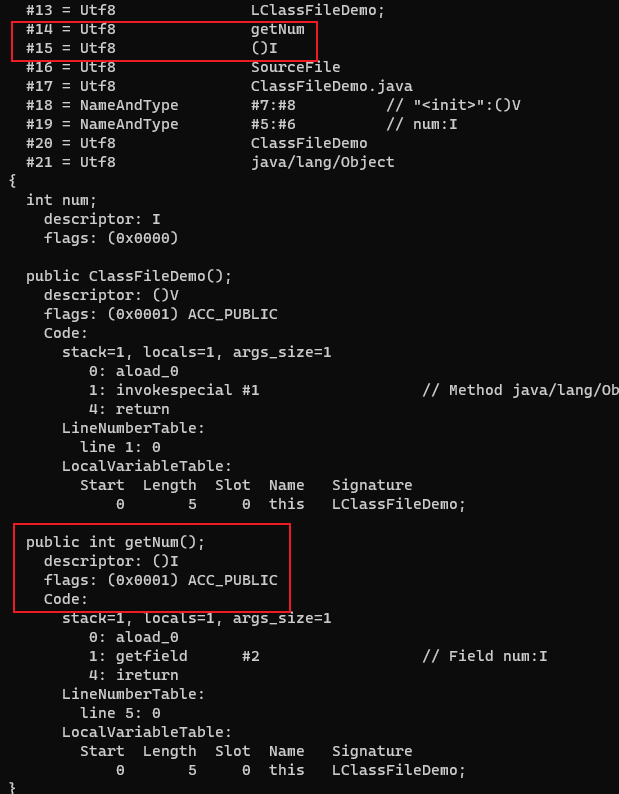 #13 = Utf8               LClassFileDemo;
#14 = Utf8               getNum
#15 = Utf8               ()I
#16 = Utf8               SourceFile
#17 = Utf8               ClassFileDemo.java
#18 = NameAndType        #7:#8          // "<init>":()V
#19 = NameAndType        #5:#6          // num:I
#20 = Utf8               ClassFileDemo
#21 = Utf8               java/lang/Object
{
  int num;
    descriptor: I
    flags: (0x0000)

  public ClassFileDemo();
    descriptor: ()V
    flags: (0x0001) ACC_PUBLIC
    Code:
      stack=1, locals=1, args_size=1
         0: aload_0
         1: invokespecial #1                  // Method java/lang/Ob
         4: return
      LineNumberTable:
        line 1: 0
      LocalVariableTable:
        Start  Length  Slot  Name   Signature
            0       5     0  this   LClassFileDemo;

  public int getNum();
    descriptor: ()I
    flags: (0x0001) ACC_PUBLIC
    Code:
      stack=1, locals=1, args_size=1
         0: aload_0
         1: getfield      #2                  // Field num:I
         4: ireturn
      LineNumberTable:
        line 5: 0
      LocalVariableTable:
        Start  Length  Slot  Name   Signature
            0       5     0  this   LClassFileDemo;
}